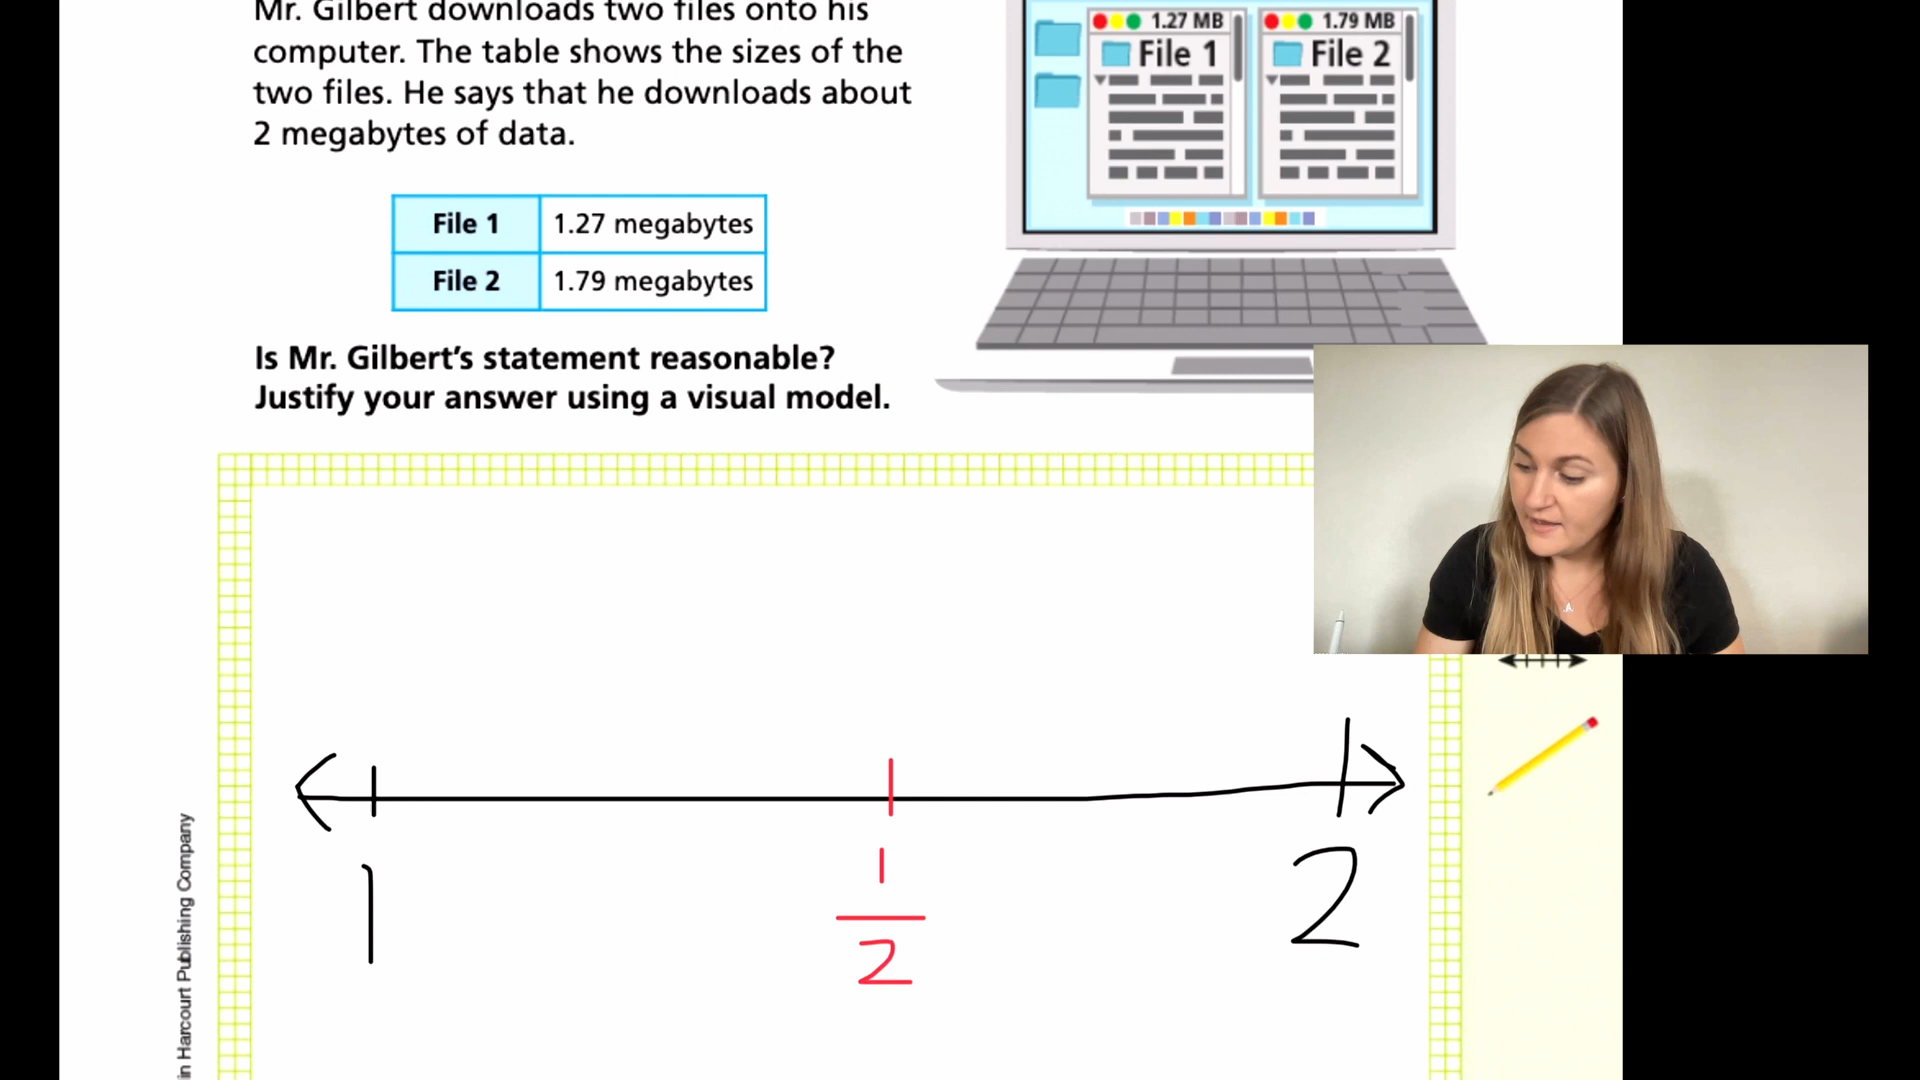 Mr. Gilbert downloads two files onto his
computer. The table shows the sizes of the
two files. He says that he downloads about
2 megabytes of data.
1.27 MB
File 1
1.79 MB
File 2
File 1 1.27 megabytes
File 2 1.79 megabytes
Is Mr. Gilbert's statement reasonable?
Justify your answer using a visual model.
1
1
2
2
in Harcourt Publishing Company